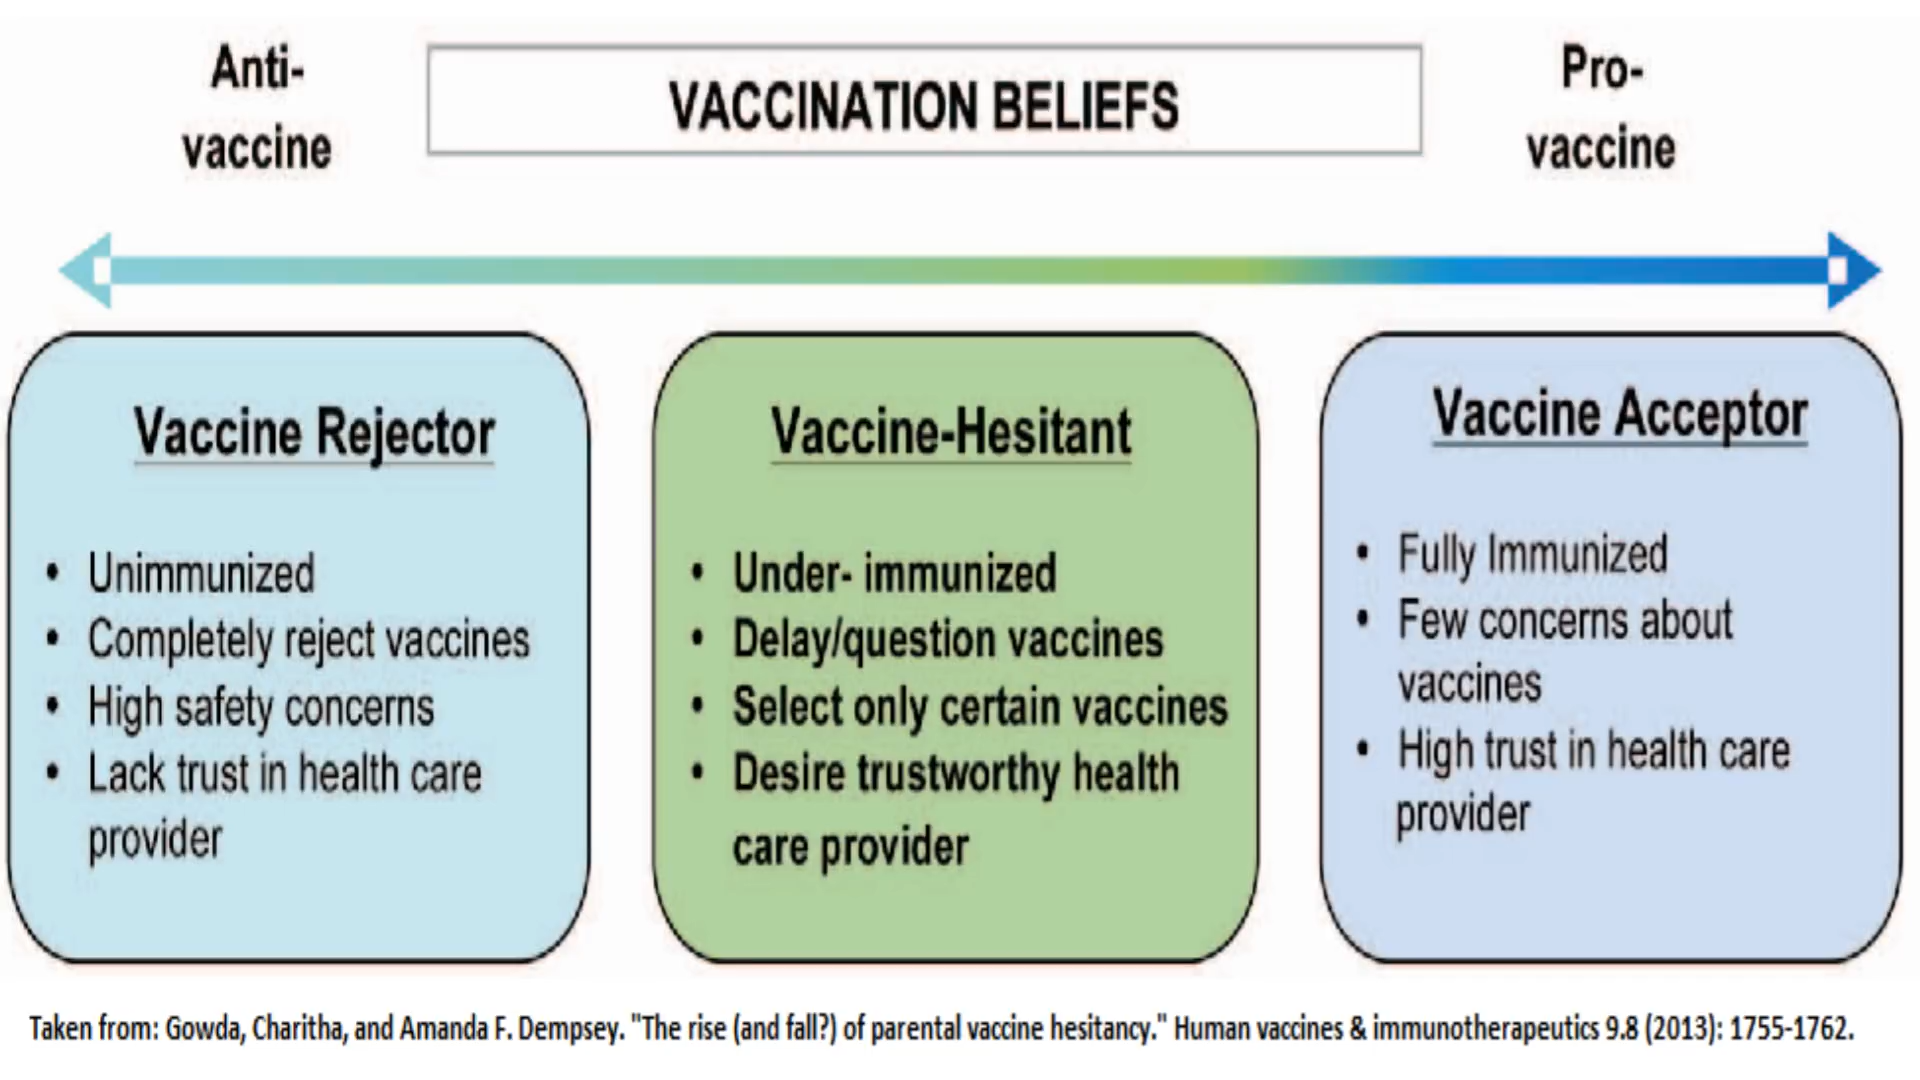 Anti-
vaccine
VACCINATION BELIEFS
Pro-
vaccine
Vaccine Rejector
• Unimmunized
• Completely reject vaccines
• High safety concerns
• Lack trust in health care
provider
Vaccine-Hesitant
• Under- immunized
• Delay/question vaccines
• Select only certain vaccines
• Desire trustworthy health
care provider
Vaccine Acceptor
• Fully Immunized
• Few concerns about
vaccines
• High trust in health care
provider
Taken from: Gowda, Charitha, and Amanda F. Dempsey. "The rise (and fall?) of parental vaccine hesitancy." Human vaccines & immunotherapeutics 9.8 (2013): 1755-1762.